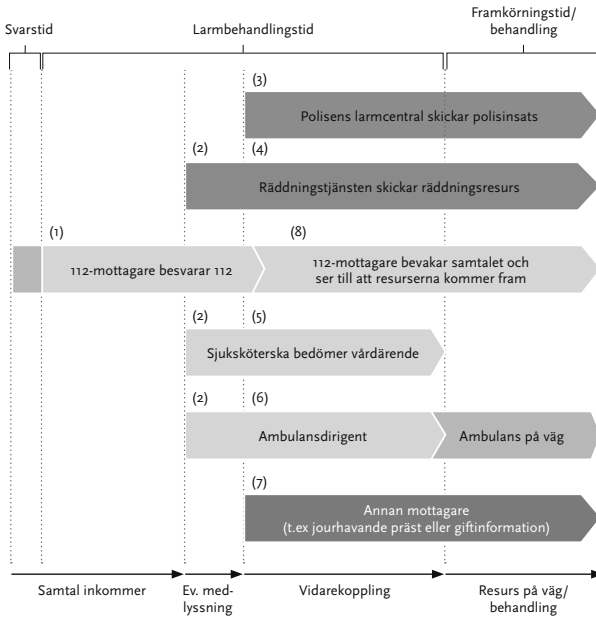 Svarstid
Larmbehandlingstid
Framkörningstid/
behandling
(3)
Polisens larmcentral skickar polisinsats
(2)
(4)
Räddningstjänsten skickar räddningsresurs
(1)
(8)
112-mottagare besvarar 112
112-mottagare bevakar samtalet och
ser till att resurserna kommer fram
(2)
(5)
Sjuksköterska bedömer vårdärende
(2)
(6)
Ambulansdirigent
Ambulans på väg
(7)
Annan mottagare
(t.ex jourhavande präst eller giftinformation)
Samtal inkommer
Ev. med-
lyssning
Vidarekoppling
Resurs på väg/
behandling